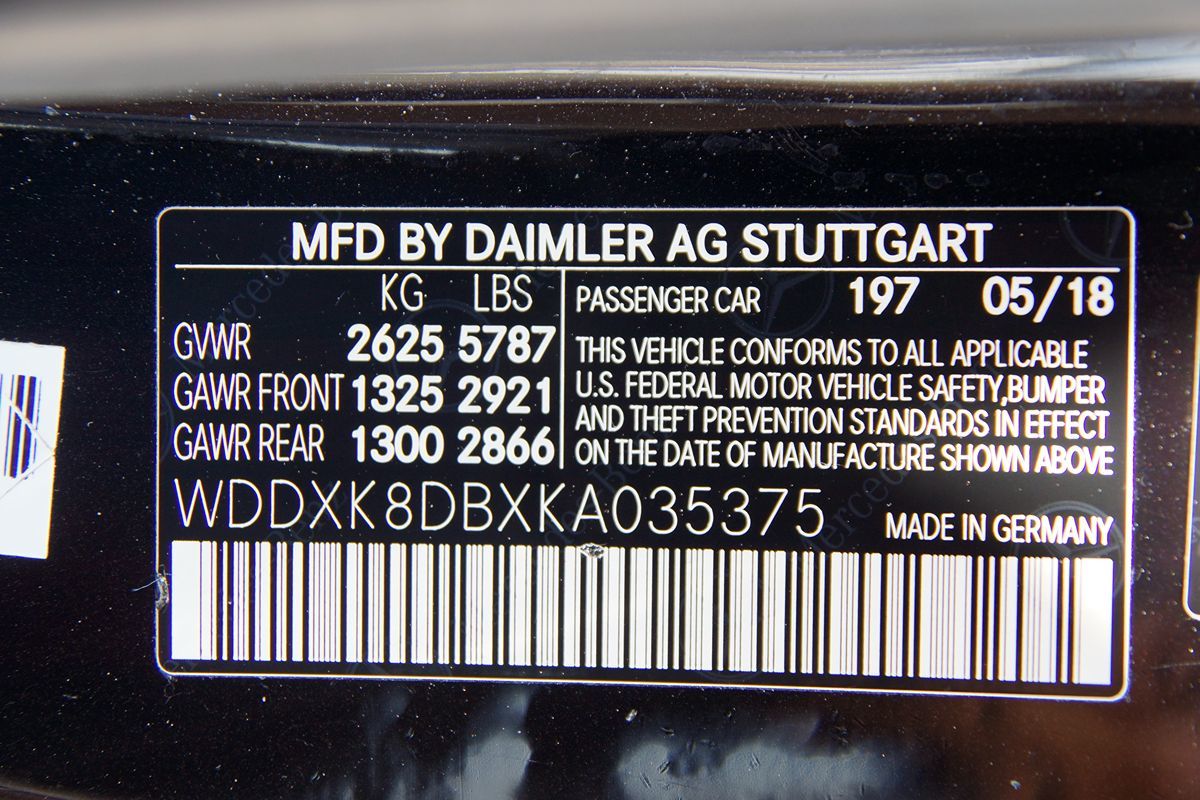 MFD BY DAIMLER AG STUTTGART
KG LBS
GVWR 2625 5787
GAWR FRONT 1325 2921
GAWR REAR 1300 2866
PASSENGER CAR 197 05/18
THIS VEHICLE CONFORMS TO ALL APPLICABLE
U.S. FEDERAL MOTOR VEHICLE SAFETY,BUMPER
AND THEFT PREVENTION STANDARDS IN EFFECT
ON THE DATE OF MANUFACTURE SHOWN ABOVE
WDDXK8DBXKA035375
MADE IN GERMANY